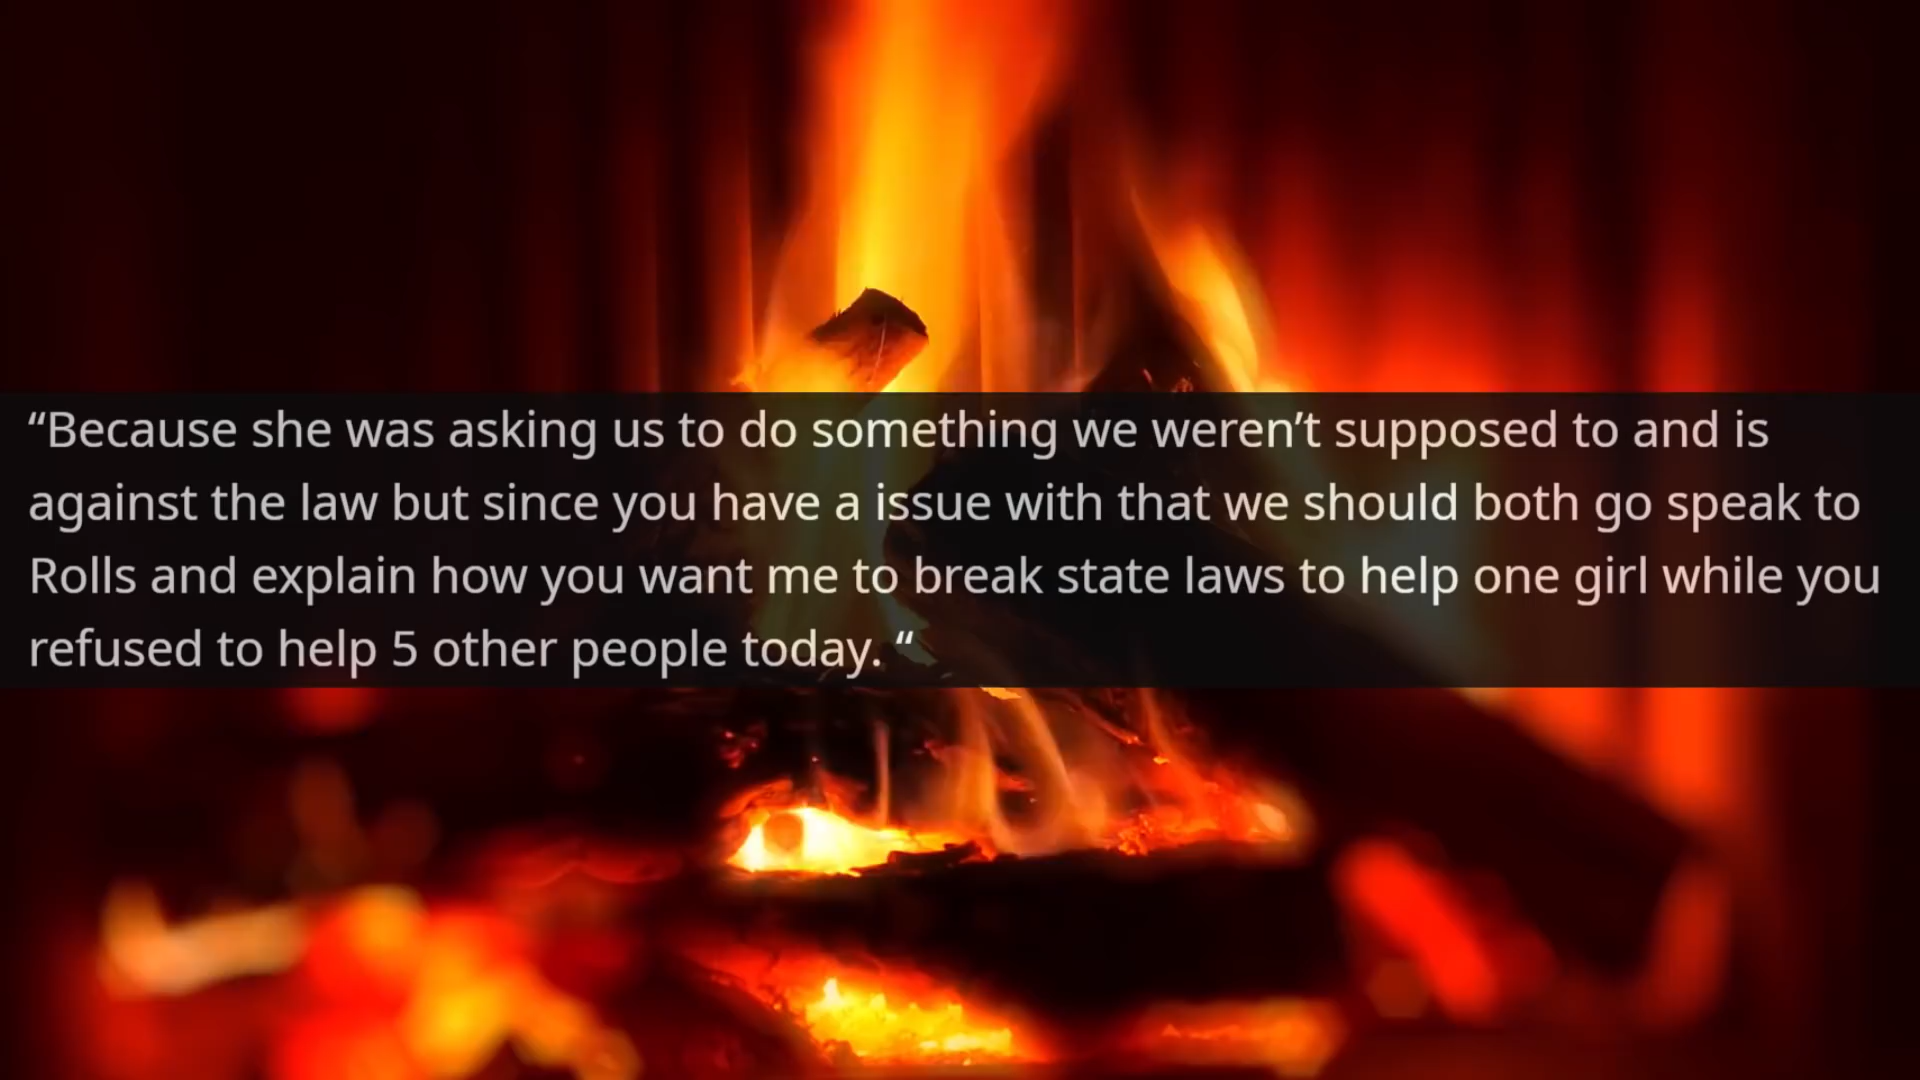 “Because she was asking us to do something we weren’t supposed to and is
against the law but since you have a issue with that we should both go speak to
Rolls and explain how you want me to break state laws to help one girl while you
refused to help 5 other people today. “